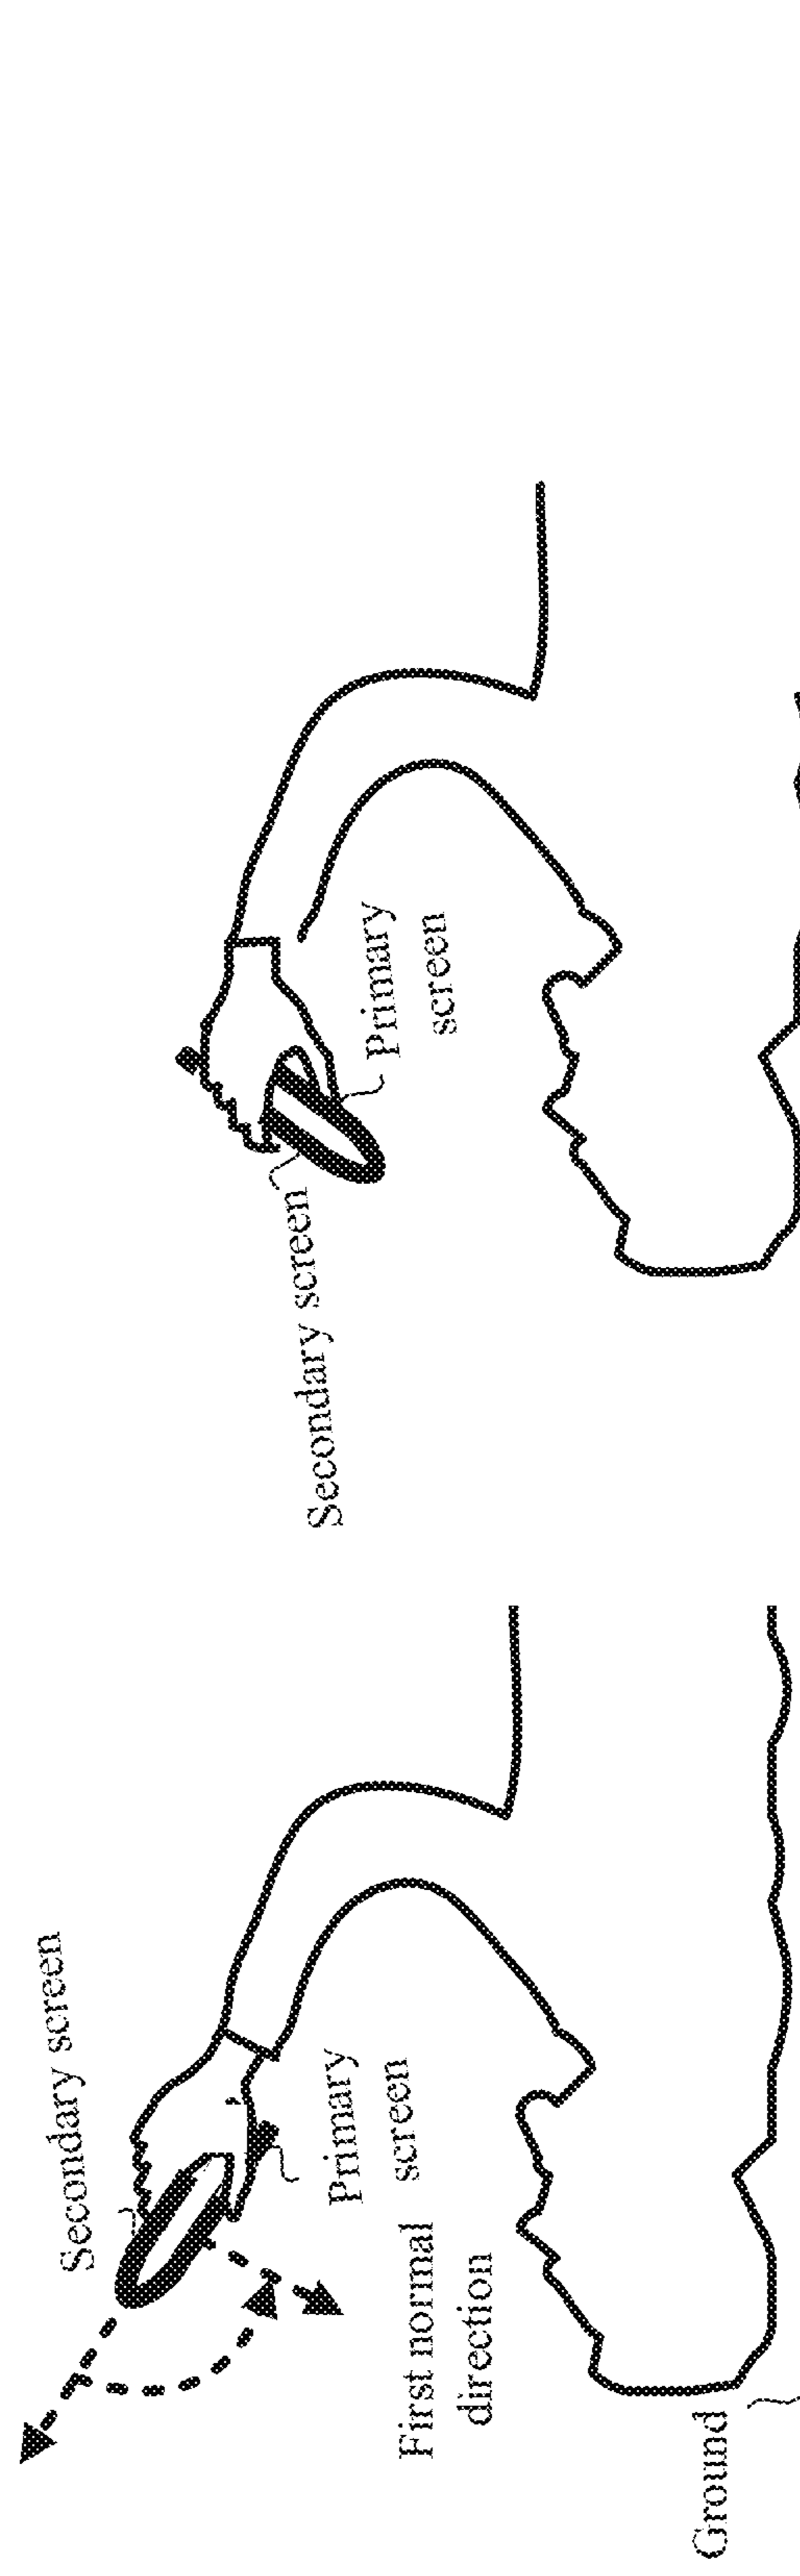 Secondary screen
Primary
screen
First normal
direction
Ground
Secondary screen
Primary
screen